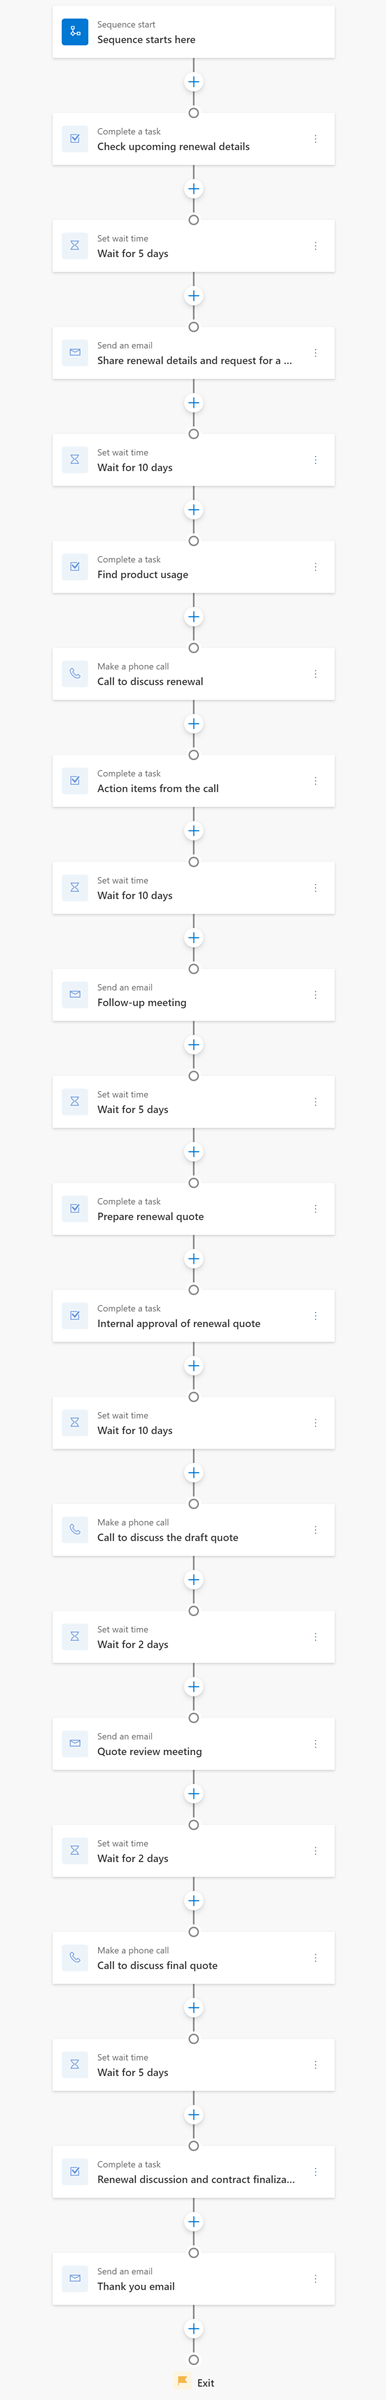 Sequence start
Sequence starts here
Complete a task
Check upcoming renewal details
Set wait time
Wait for 5 days
Send an email
Share renewal details and request for a ...
Set wait time
Wait for 10 days
Complete a task
Find product usage
Make a phone call
Call to discuss renewal
Complete a task
Action items from the call
Set wait time
Wait for 10 days
Send an email
Follow-up meeting
Set wait time
Wait for 5 days
Complete a task
Prepare renewal quote
Complete a task
Internal approval of renewal quote
Set wait time
Wait for 10 days
Make a phone call
Call to discuss the draft quote
Set wait time
Wait for 2 days
Send an email
Quote review meeting
Set wait time
Wait for 2 days
Make a phone call
Call to discuss final quote
Set wait time
Wait for 5 days
Complete a task
Renewal discussion and contract finaliza...
Send an email
Thank you email
Exit